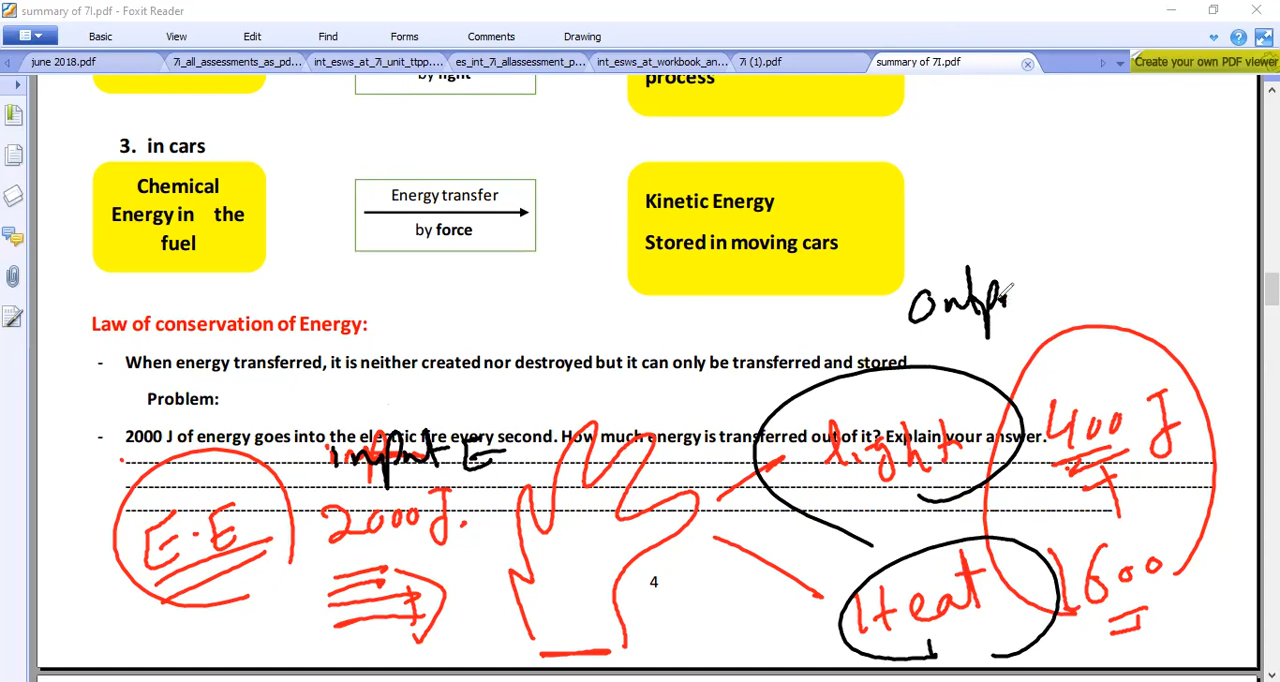 summary of 7I.pdf - Foxit Reader
Basic View Edit Find Forms Comments Drawing
june 2018.pdf 7i_all_assessments_as_pd... int_esws_at_7i_unit_ttpp.... es_int_7i_allassessment_p... int_esws_at_workbook_an... 7i (1).pdf summary of 7I.pdf Create your own PDF viewer
by light
process
3. in cars
Chemical
Energy in the
fuel
Energy transfer
by force
Kinetic Energy
Stored in moving cars
outp
Law of conservation of Energy:
- When energy transferred, it is neither created nor destroyed but it can only be transferred and stored
Problem:
- 2000 J of energy goes into the electric fire every second. How much energy is transferred out of it? Explain your answer.
input E
light
400 J
E.E
2000 J.
Heat
1600
J
4